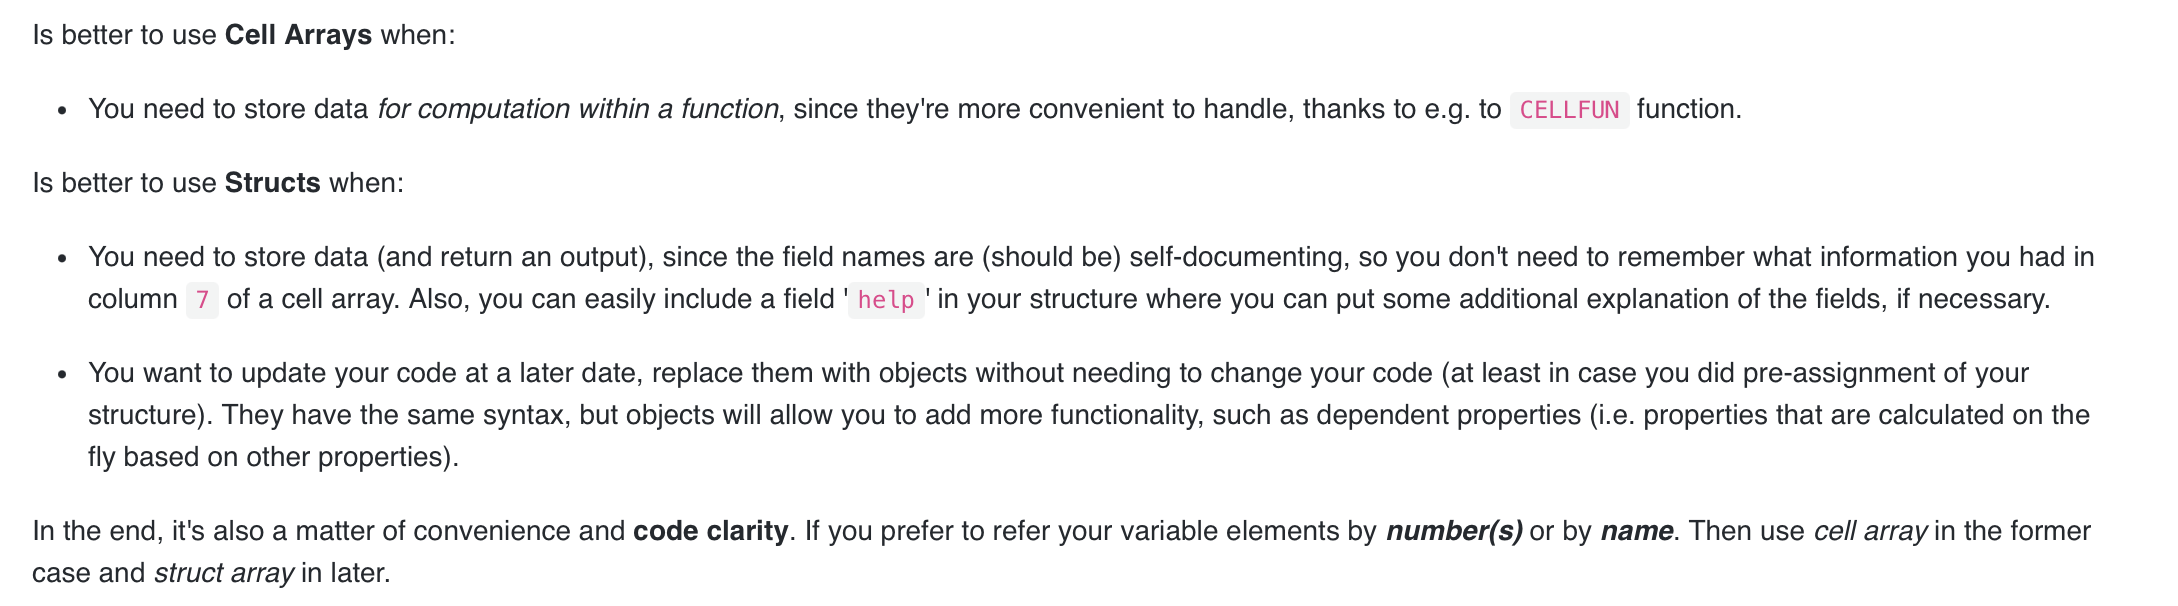 Is better to use Cell Arrays when:
• You need to store data for computation within a function, since they're more convenient to handle, thanks to e.g. to CELLFUN function.
Is better to use Structs when:
• You need to store data (and return an output), since the field names are (should be) self-documenting, so you don't need to remember what information you had in
column 7 of a cell array. Also, you can easily include a field 'help' in your structure where you can put some additional explanation of the fields, if necessary.
• You want to update your code at a later date, replace them with objects without needing to change your code (at least in case you did pre-assignment of your
structure). They have the same syntax, but objects will allow you to add more functionality, such as dependent properties (i.e. properties that are calculated on the
fly based on other properties).
In the end, it's also a matter of convenience and code clarity. If you prefer to refer your variable elements by number(s) or by name. Then use cell array in the former
case and struct array in later.